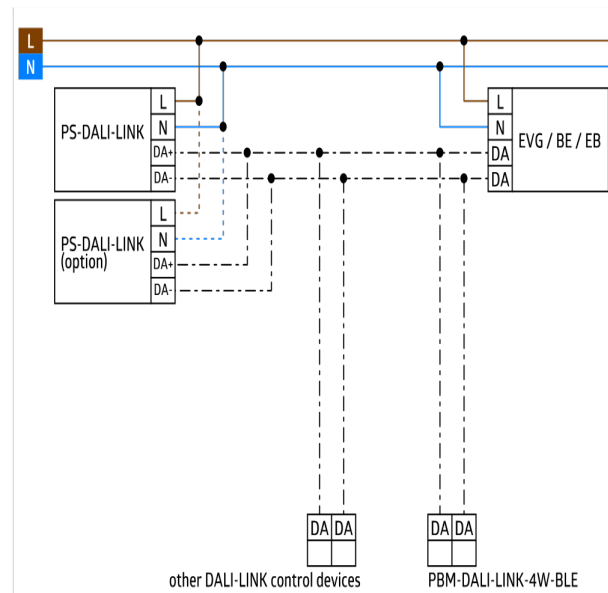 L
N
PS-DALI-LINK
L
N
DA+
DA-
EVG / BE / EB
L
N
DA
DA
PS-DALI-LINK
(option)
L
N
DA+
DA-
DA DA
DA DA
other DALI-LINK control devices
PBM-DALI-LINK-4W-BLE